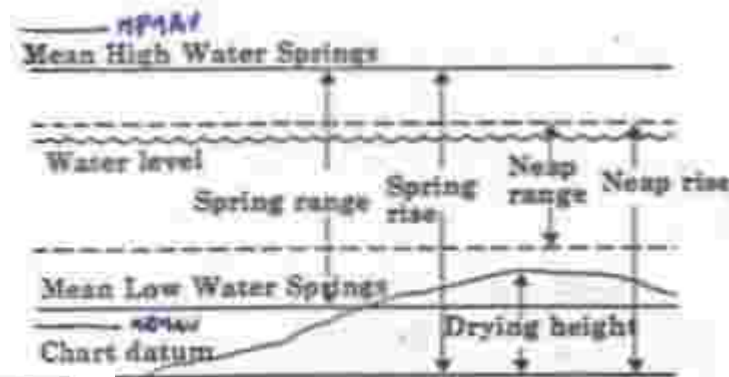 Mean High Water Springs
Water level
Spring range
Spring
rise
Neap
range
Neap rise
Mean Low Water Springs
Drying height
Chart datum